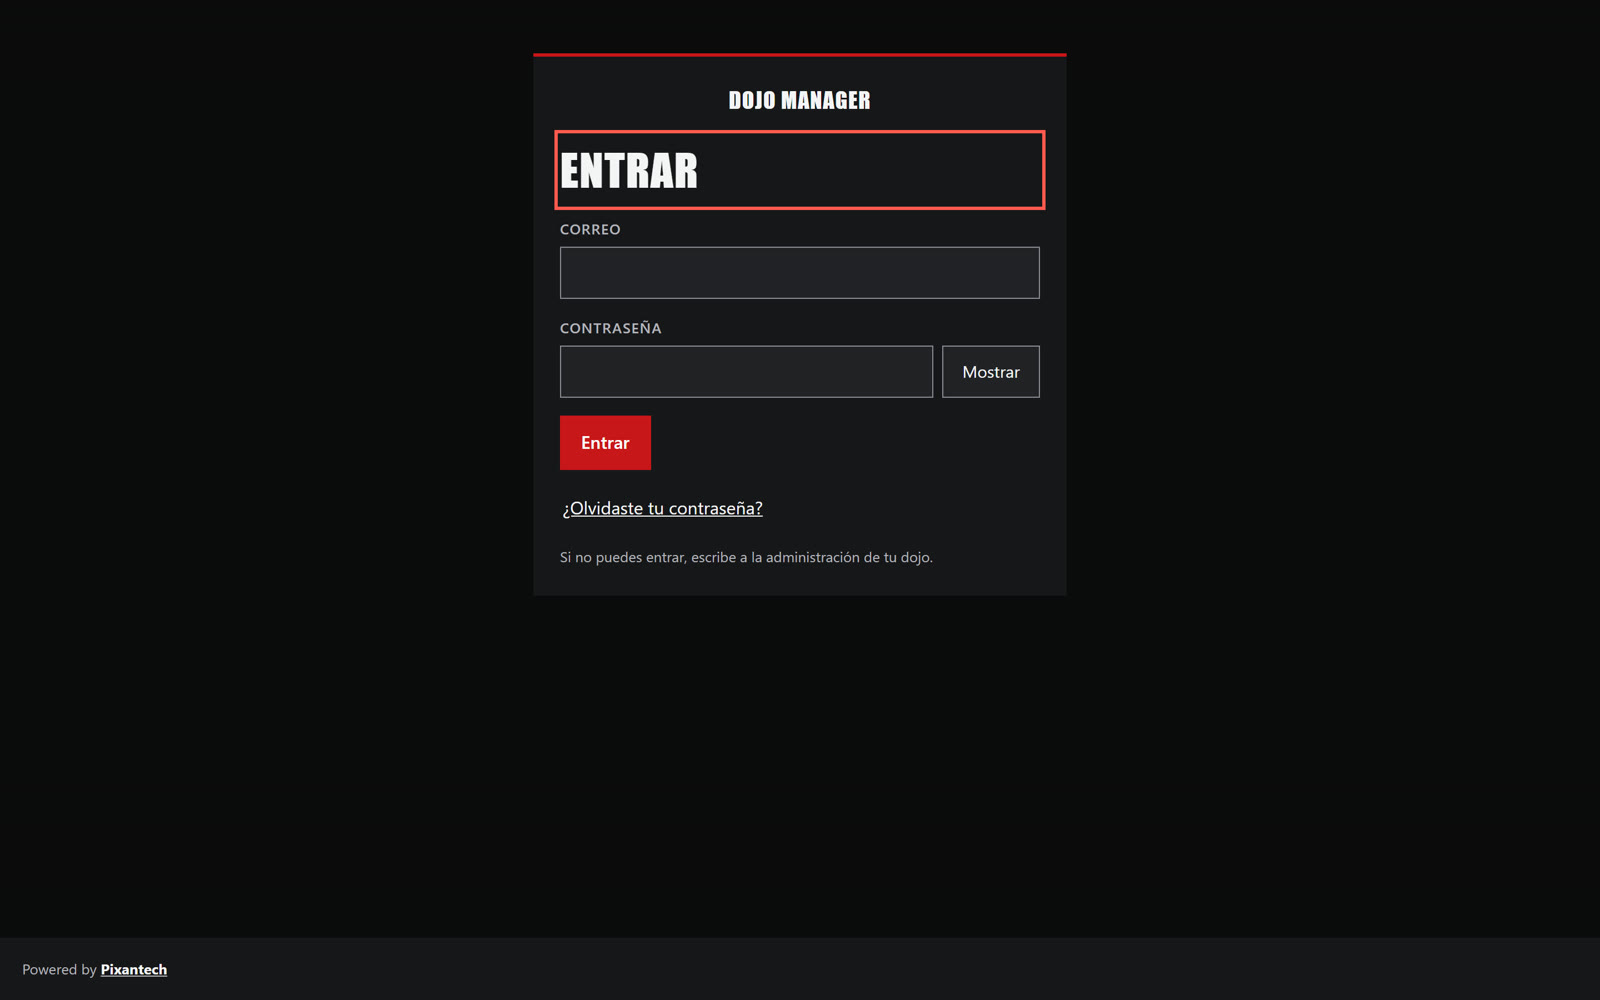 DOJO MANAGER
ENTRAR
CORREO
CONTRASEÑA
Mostrar
Entrar
¿Olvidaste tu contraseña?
Si no puedes entrar, escribe a la administración de tu dojo.
Powered by Pixantech